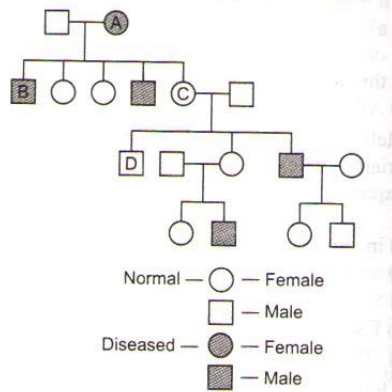 A
B
C
D
Normal — — Female
— Male
Diseased — — Female
— Male